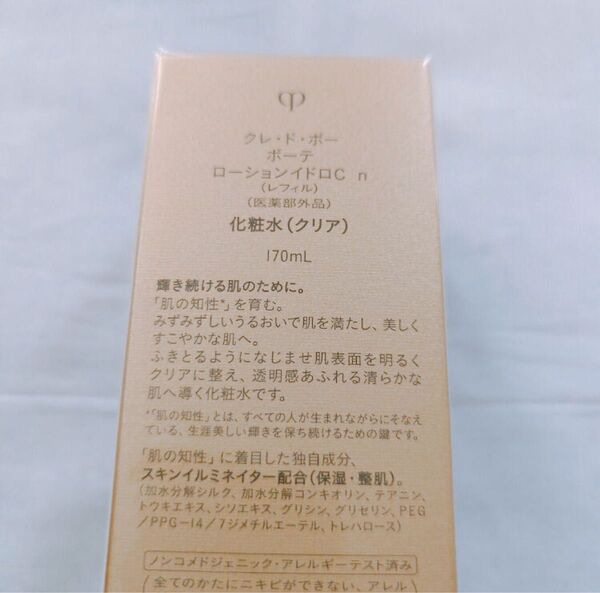 クレ・ド・ポー
ボーテ
ローションイドロC n
(レフィル)
(医薬部外品)
化粧水(クリア)
170mL
輝き続ける肌のために。
「肌の知性*」を育む。
みずみずしいうるおいで肌を満たし、美しく
すこやかな肌へ。
ふきとるようになじませ肌表面を明るく
クリアに整え、透明感あふれる清らかな
肌へ導く化粧水です。
*「肌の知性」とは、すべての人が生まれながらにそなえ
ている、生涯美しい輝きを保ち続けるための鍵です。
「肌の知性」に着目した独自成分、
スキンイルミネイター配合(保湿・整肌)。
(加水分解シルク、加水分解コンキオリン、テアニン、
トウキエキス、シソエキス、グリシン、グリセリン、PEG
/PPG-14/7ジメチルエーテル、トレハロース)
ノンコメドジェニック・アレルギーテスト済み
(全てのかたにニキビができない、アレル